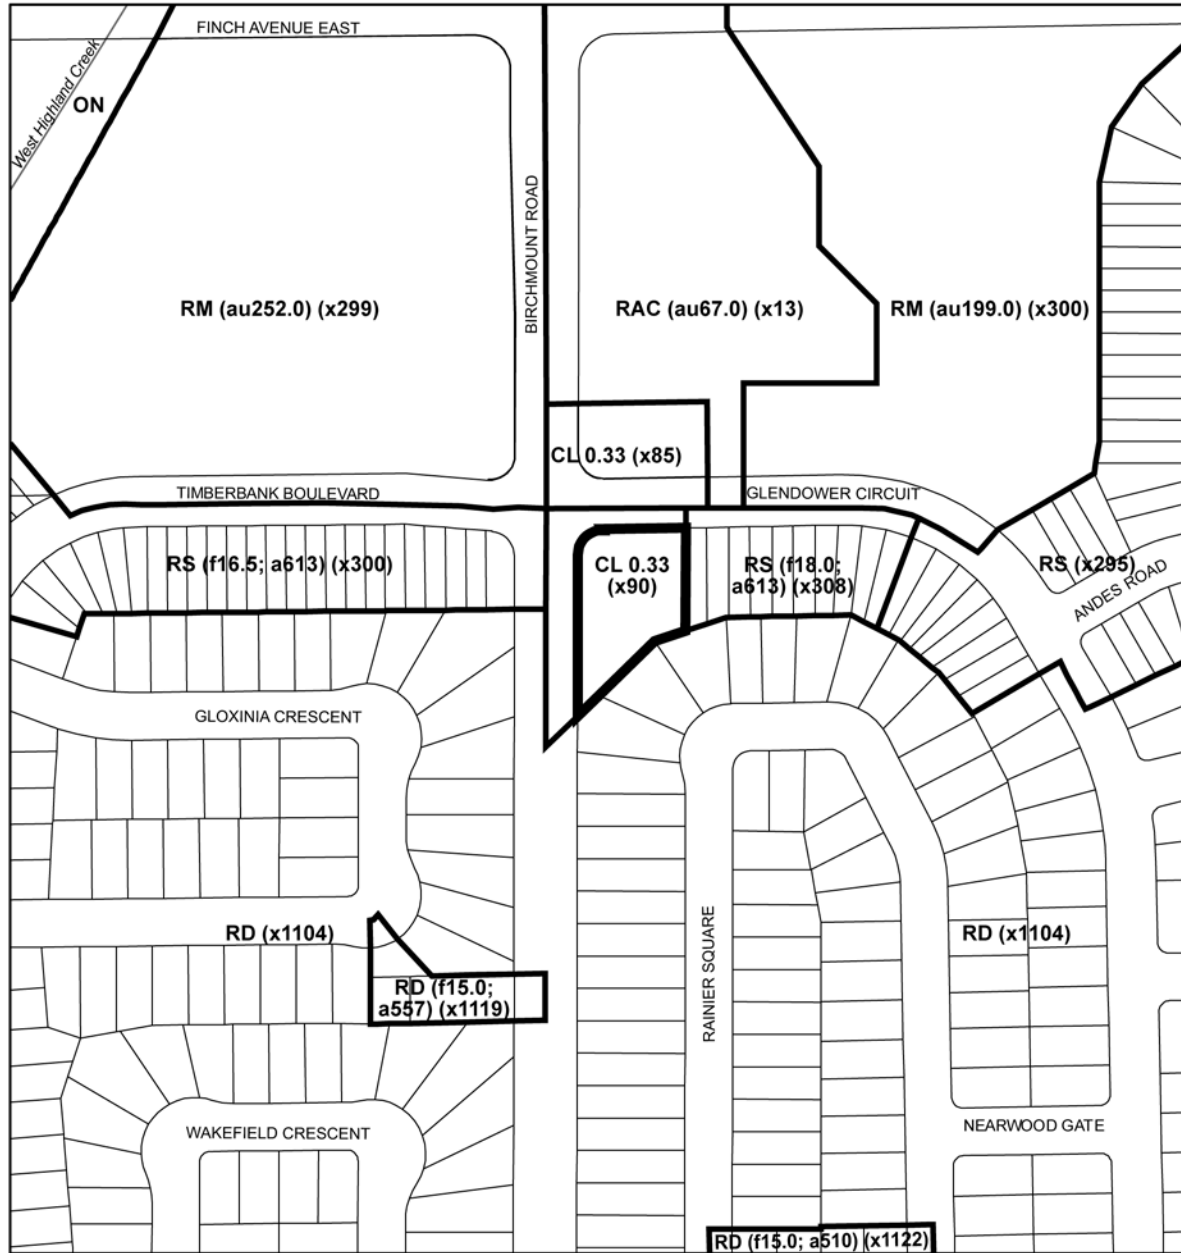 FINCH AVENUE EAST
West Highland Creek
ON
BIRCHMOUNT ROAD
RM (au252.0) (x299)
RAC (au67.0) (x13)
RM (au199.0) (x300)
CL 0.33 (x85)
TIMBERBANK BOULEVARD
GLENDOWER CIRCUIT
RS (f16.5; a613) (x300)
CL 0.33
(x90)
RS (f18.0;
a613) (x308)
RS (x295)
ANDES ROAD
GLOXINIA CRESCENT
RD (x1104)
RD (x1104)
RAINIER SQUARE
RD (f15.0;
a557) (x1119)
WAKEFIELD CRESCENT
NEARWOOD GATE
RD (f15.0; a510) (x1122)